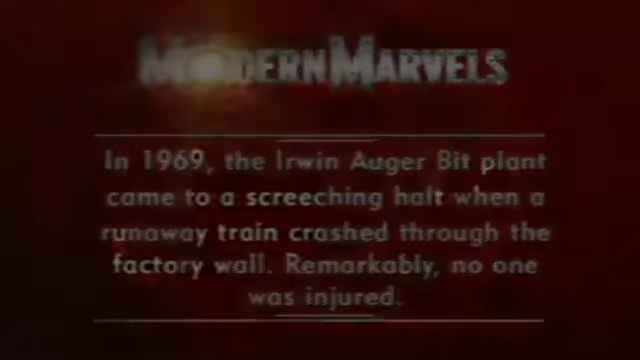 MODERN MARVELS
In 1969, the Irwin Auger Bit plant
came to a screeching halt when a
runaway train crashed through the
factory wall. Remarkably, no one
was injured.